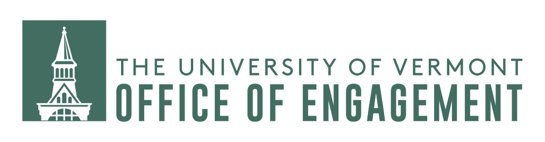 THE UNIVERSITY OF VERMONT
OFFICE OF ENGAGEMENT